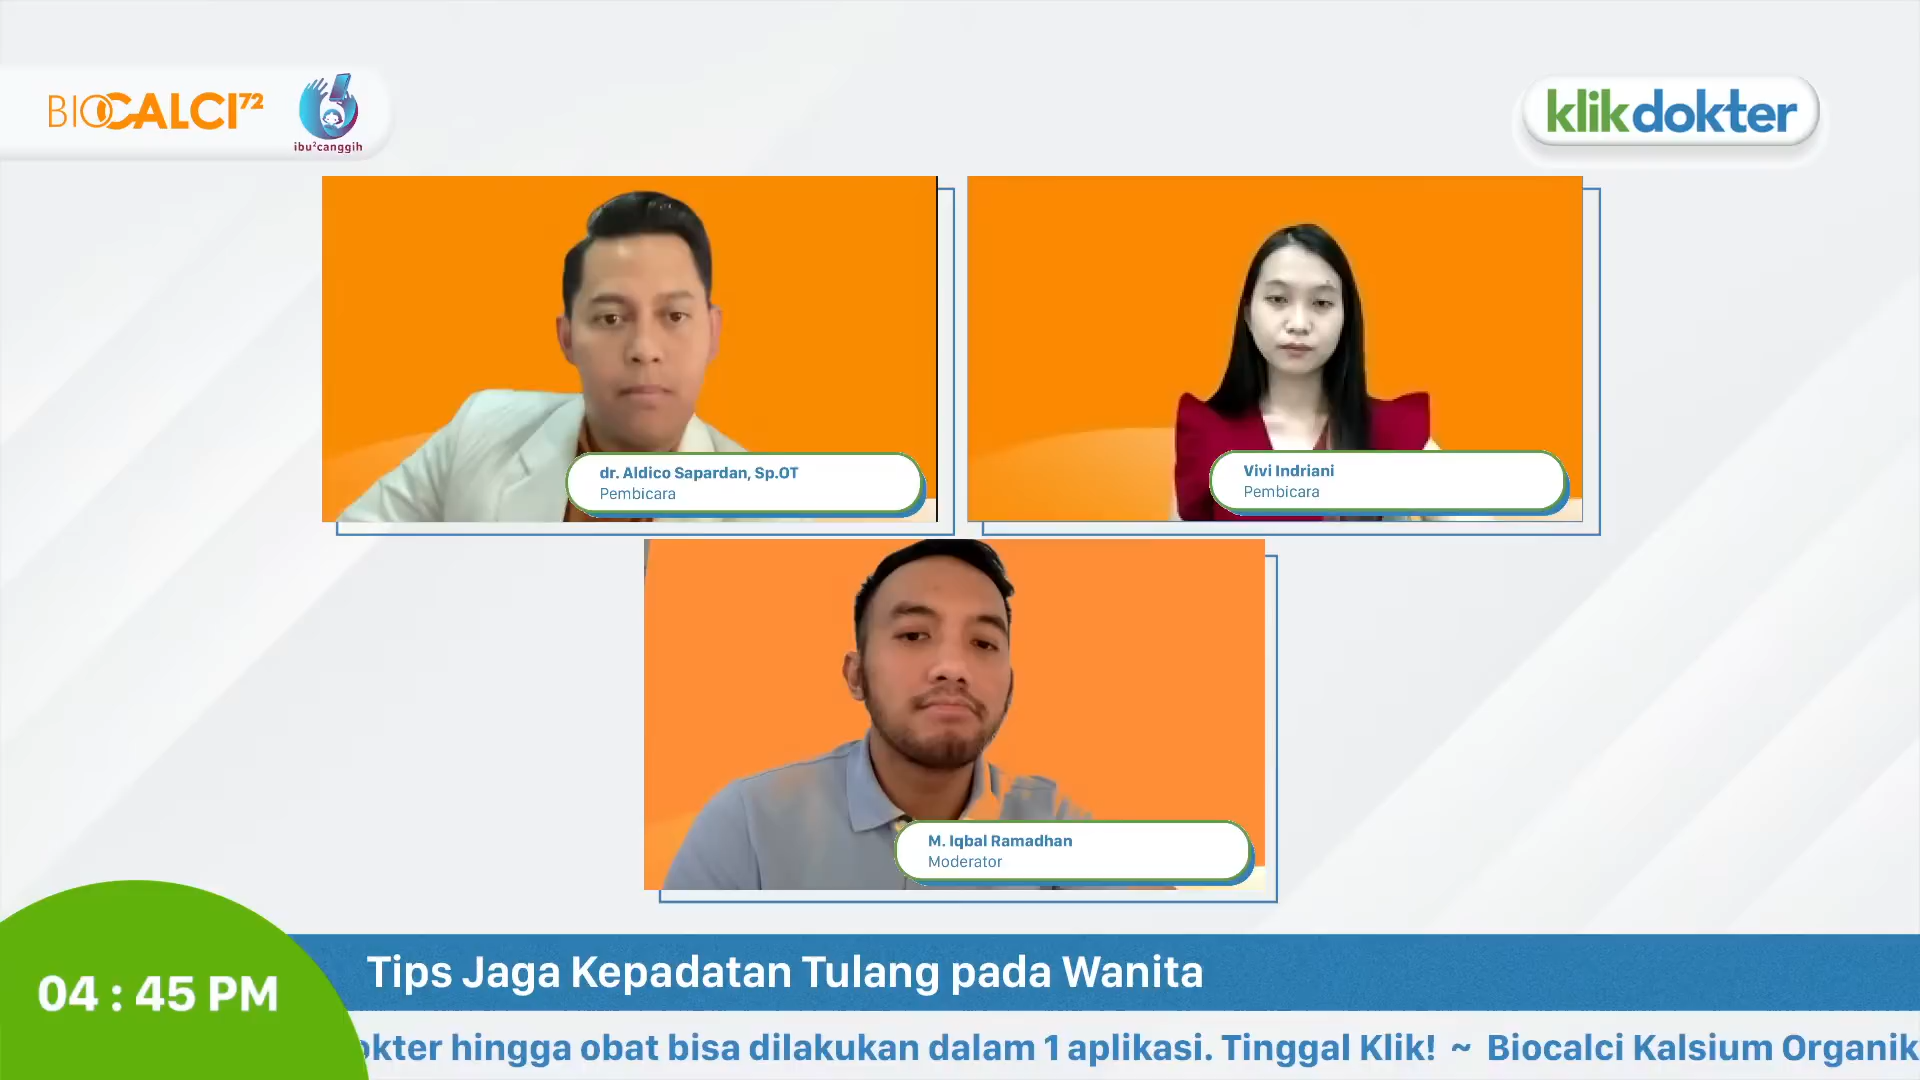 BIOCALCI72
ibu²canggih
klikdokter
dr. Aldico Sapardan, Sp.OT
Pembicara
Vivi Indriani
Pembicara
M. Iqbal Ramadhan
Moderator
04 : 45 PM
Tips Jaga Kepadatan Tulang pada Wanita
okter hingga obat bisa dilakukan dalam 1 aplikasi. Tinggal Klik! ~ Biocalci Kalsium Organik